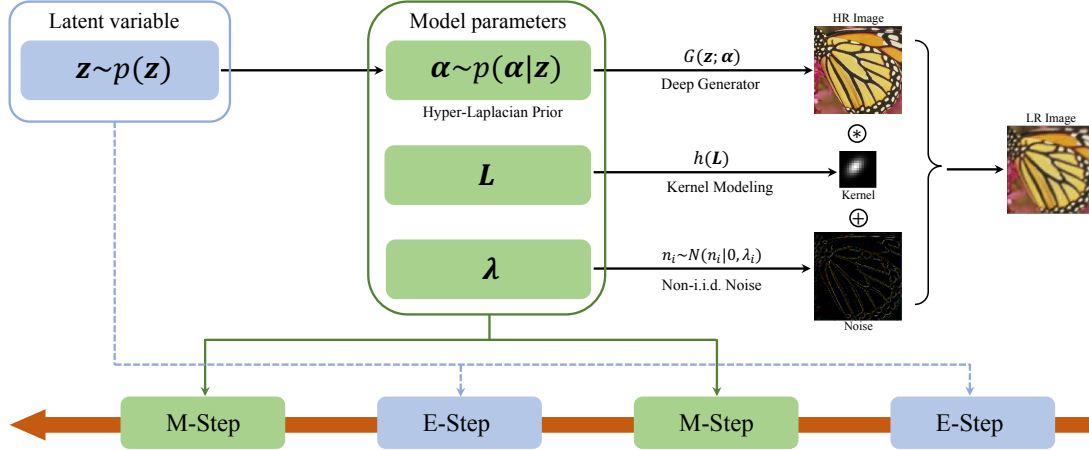 Latent variable
z~p(z)
Model parameters
α~p(α|z)
Hyper-Laplacian Prior
L
λ
G(z; α)
Deep Generator
h(L)
Kernel Modeling
n_i~N(n_i|0, λ_i)
Non-i.i.d. Noise
HR Image
⊛
Kernel
⊕
Noise
LR Image
M-Step
E-Step
M-Step
E-Step